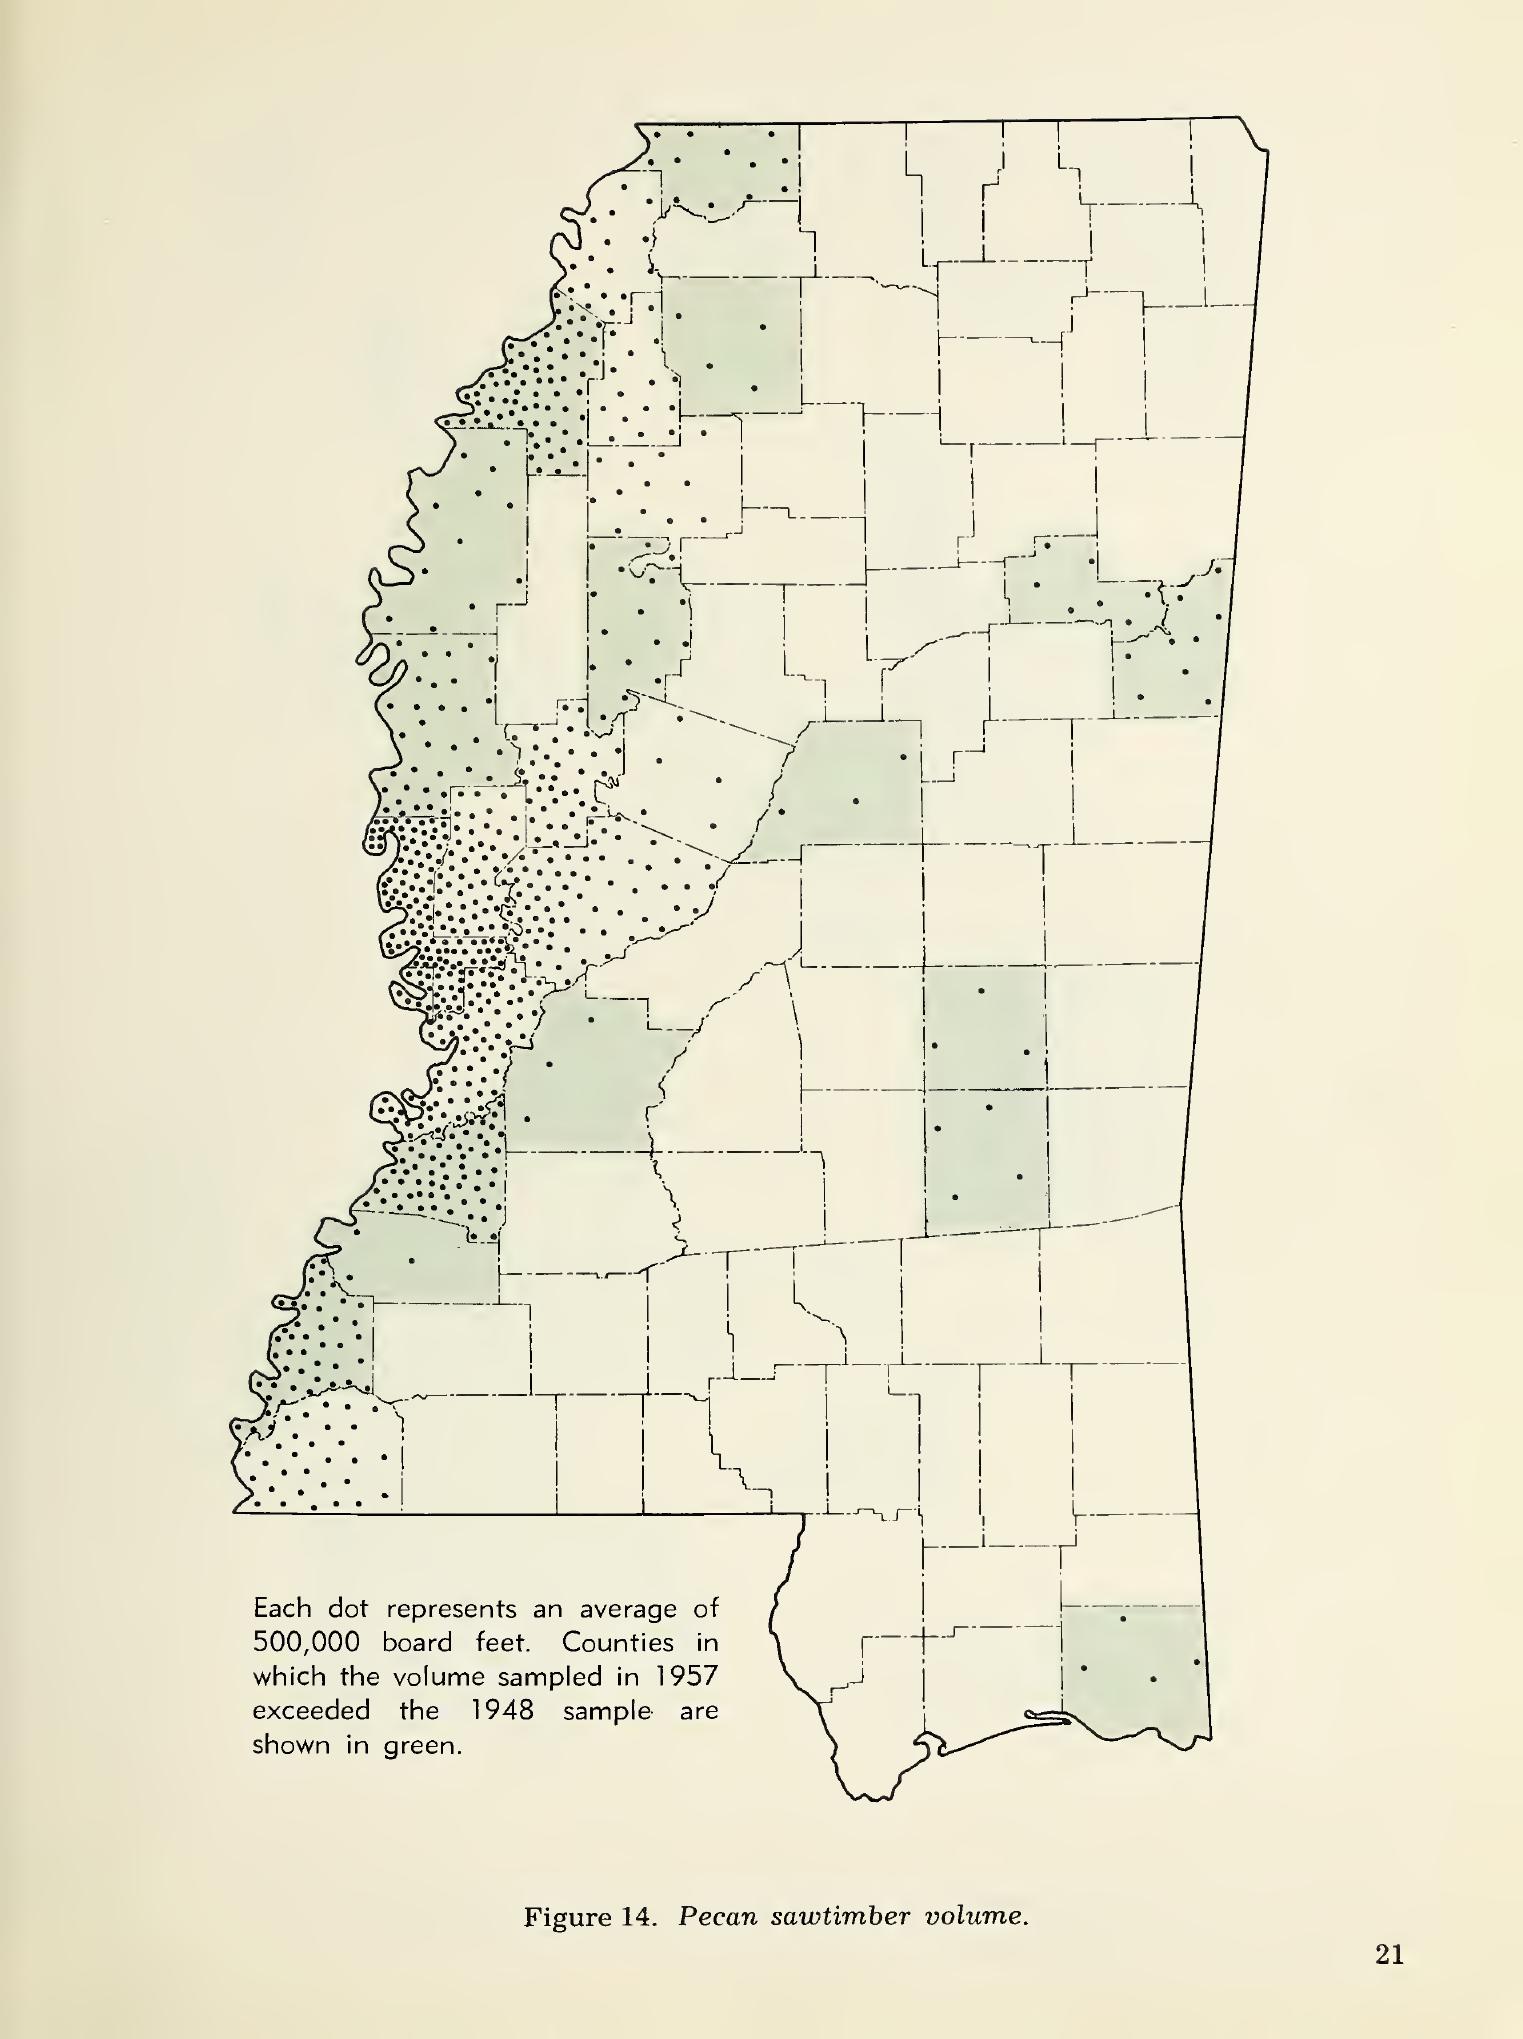 Each dot represents an average of
500,000 board feet. Counties in
which the volume sampled in 1957
exceeded the 1948 sample are
shown in green.
Figure 14. Pecan sawtimber volume.
21